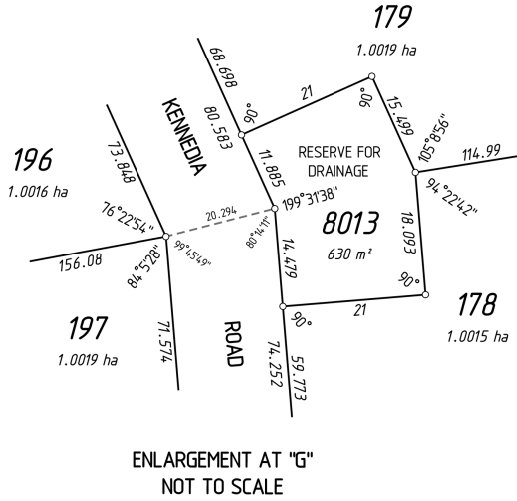 179
1.0019 ha
68.698
21
90°
90°
15.499
80.583
KENNEDIA
105°8'56"
RESERVE FOR
DRAINAGE
114.99
196
1.0016 ha
73.848
11.885
94°22'42"
76°22'54"
20.294
199°31'38"
8013
630 m²
18.093
156.08
84°5'28"
99°45'49"
80°14'11"
14.479
90°
197
1.0019 ha
71.574
ROAD
90°
21
178
1.0015 ha
74.252
59.773
ENLARGEMENT AT "G"
NOT TO SCALE